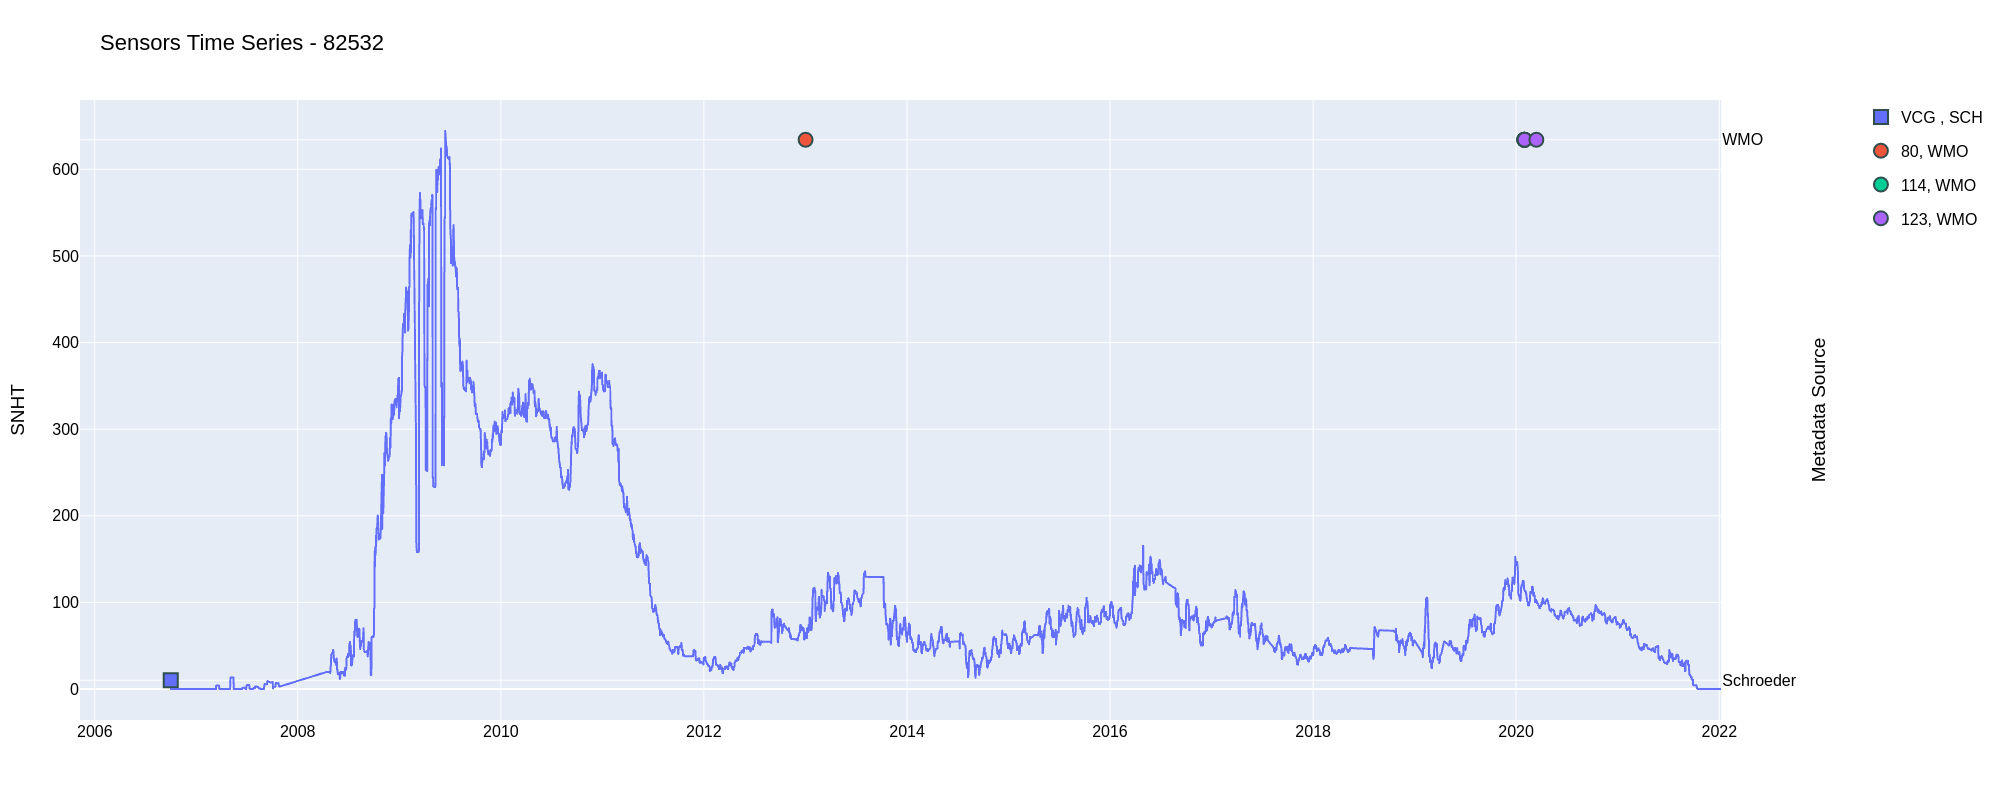 Sensors Time Series - 82532
SNHT
600
500
400
300
200
100
0
2006
2008
2010
2012
2014
2016
2018
2020
2022
WMO
Schroeder
Metadata Source
VCG , SCH
80, WMO
114, WMO
123, WMO